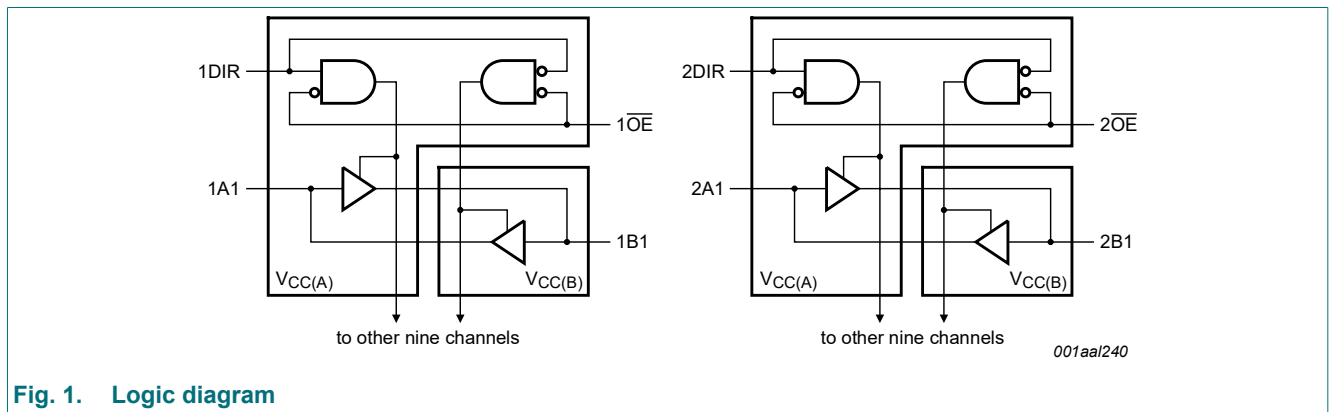 1DIR
1OE
1A1
1B1
VCC(A)
VCC(B)
to other nine channels
2DIR
2OE
2A1
2B1
VCC(A)
VCC(B)
to other nine channels
001aal240
Fig. 1. Logic diagram